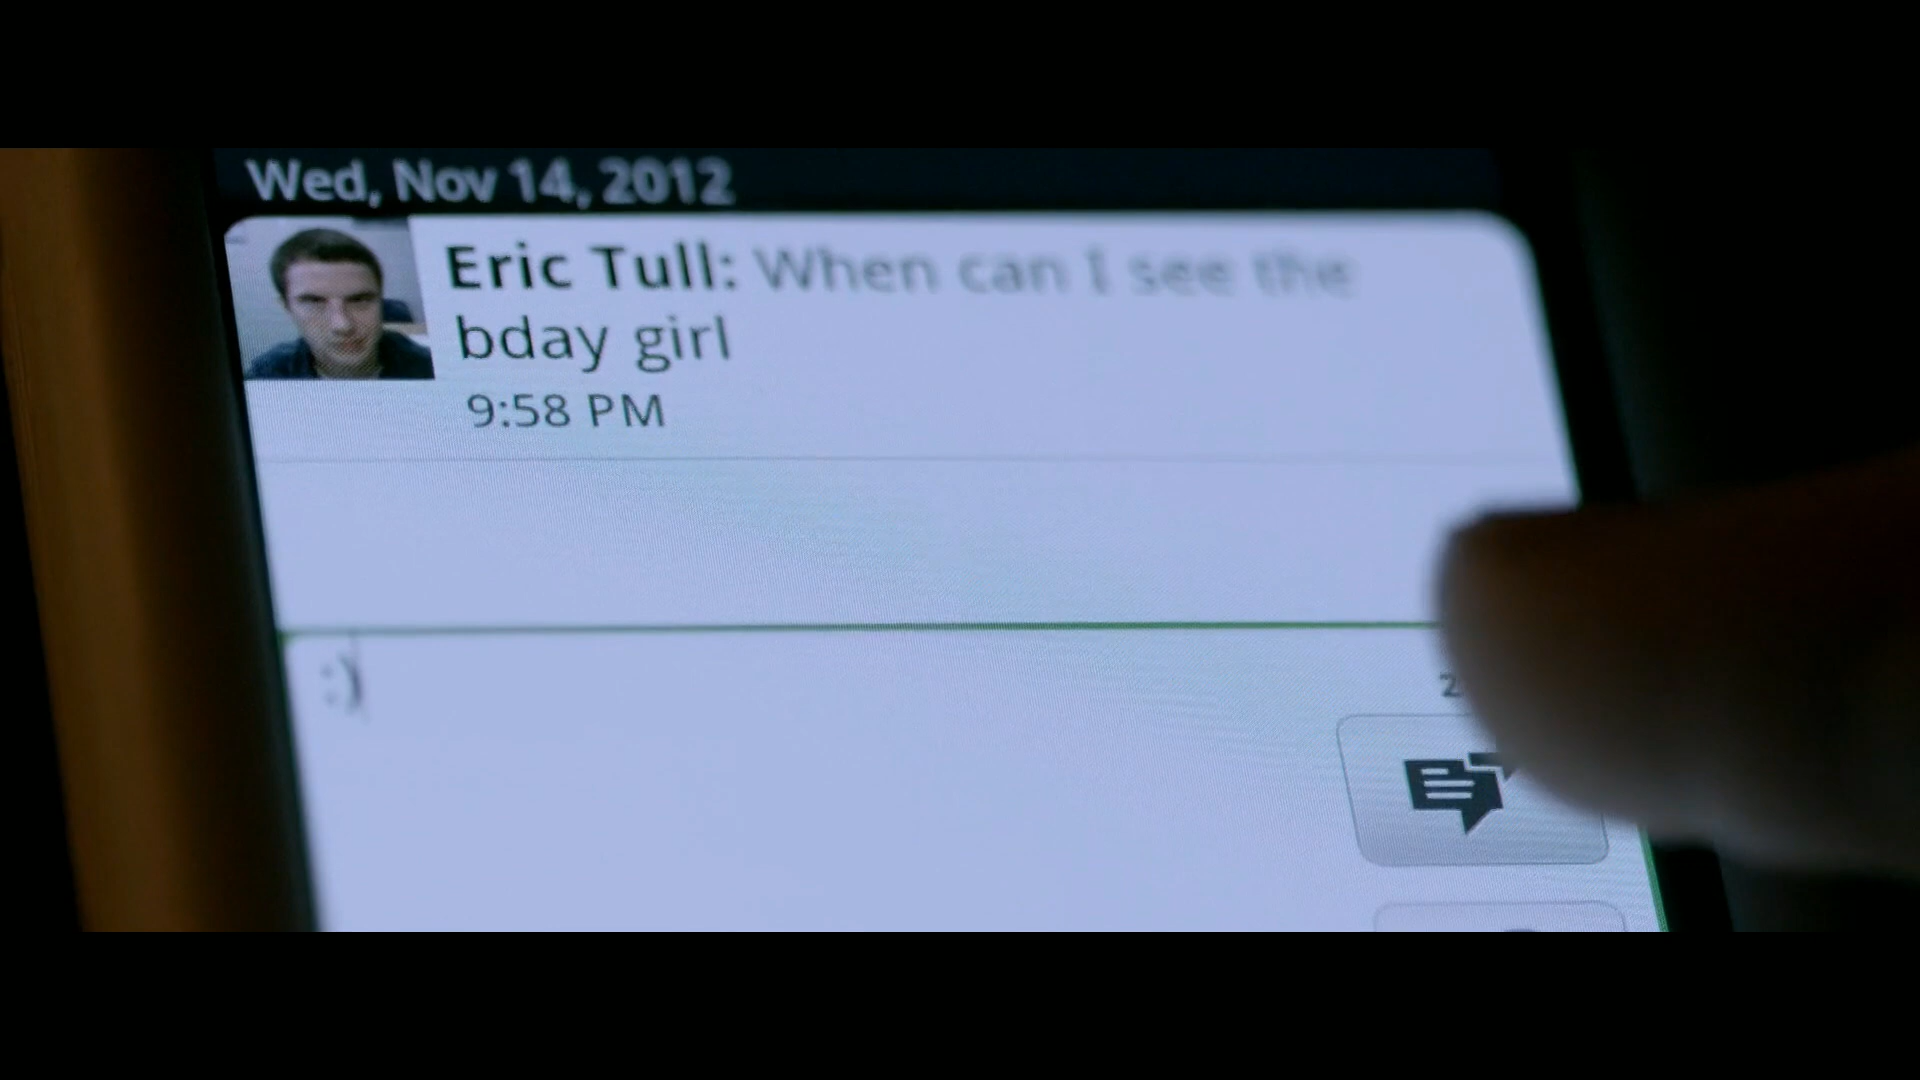 Wed, Nov 14, 2012
Eric Tull: When can I see the
bday girl
9:58 PM
:)